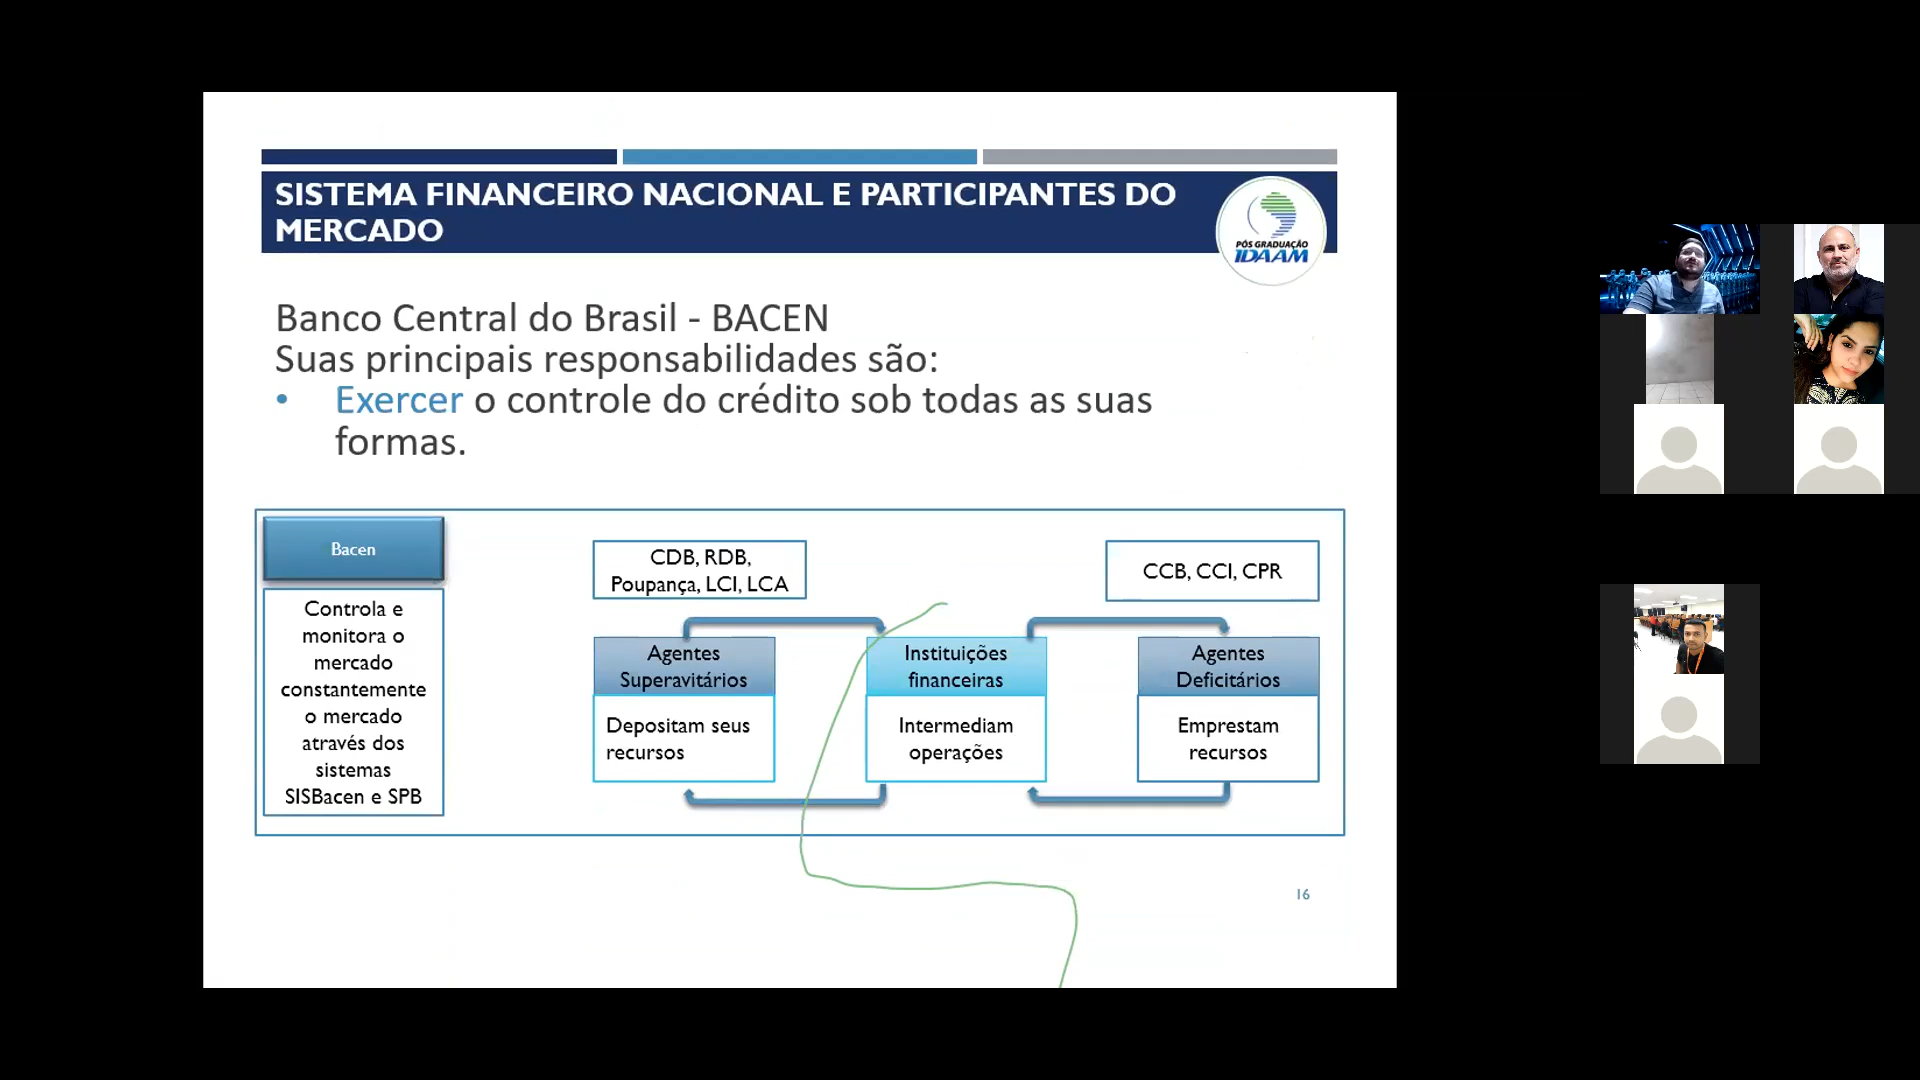 SISTEMA FINANCEIRO NACIONAL E PARTICIPANTES DO
MERCADO
PÓS GRADUAÇÃO
IDAAM
Banco Central do Brasil - BACEN
Suas principais responsabilidades são:
• Exercer o controle do crédito sob todas as suas
formas.
Bacen
Controla e
monitora o
mercado
constantemente
o mercado
através dos
sistemas
SISBacen e SPB
CDB, RDB,
Poupança, LCI, LCA
CCB, CCI, CPR
Agentes
Superavitários
Depositam seus
recursos
Instituições
financeiras
Intermediam
operações
Agentes
Deficitários
Emprestam
recursos
16